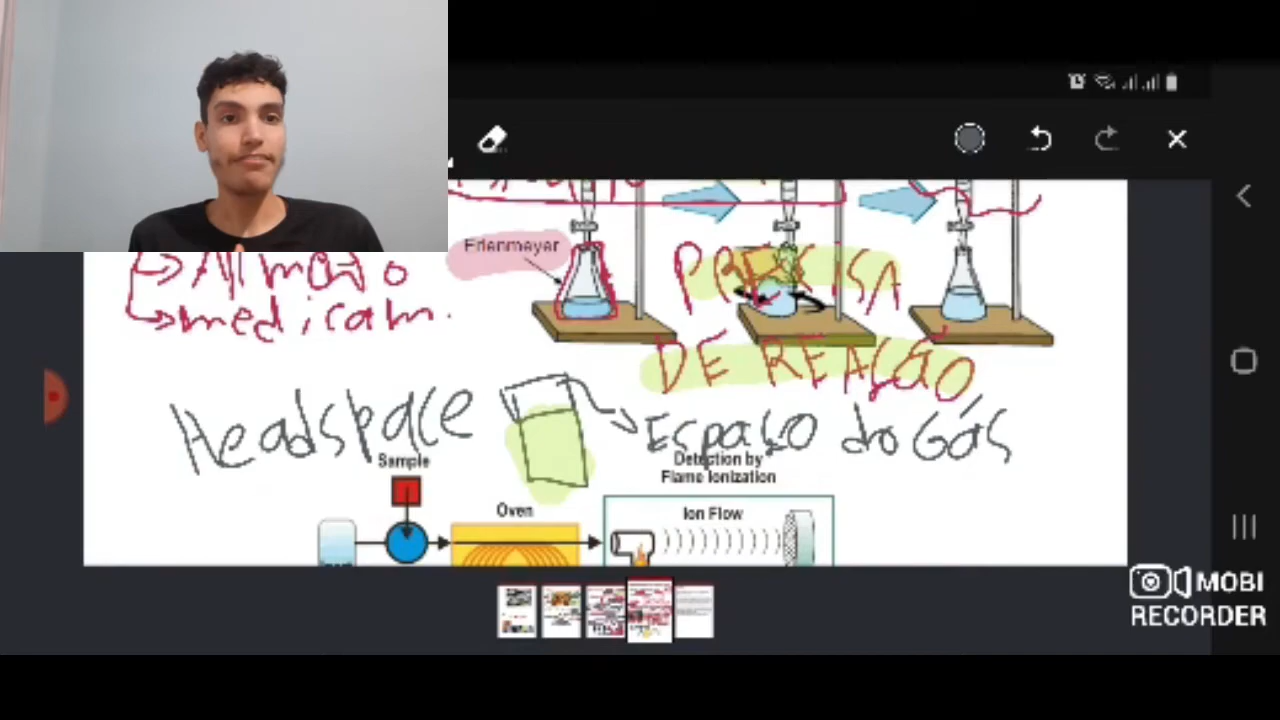 Erlenmeyer
PRECISA
→ Alimento
→ medicam.
DE REAÇÃO
Headspace
→ Espaço do Gás
Sample
Detection by
Flame Ionization
Oven
Ion Flow
MOBI
RECORDER